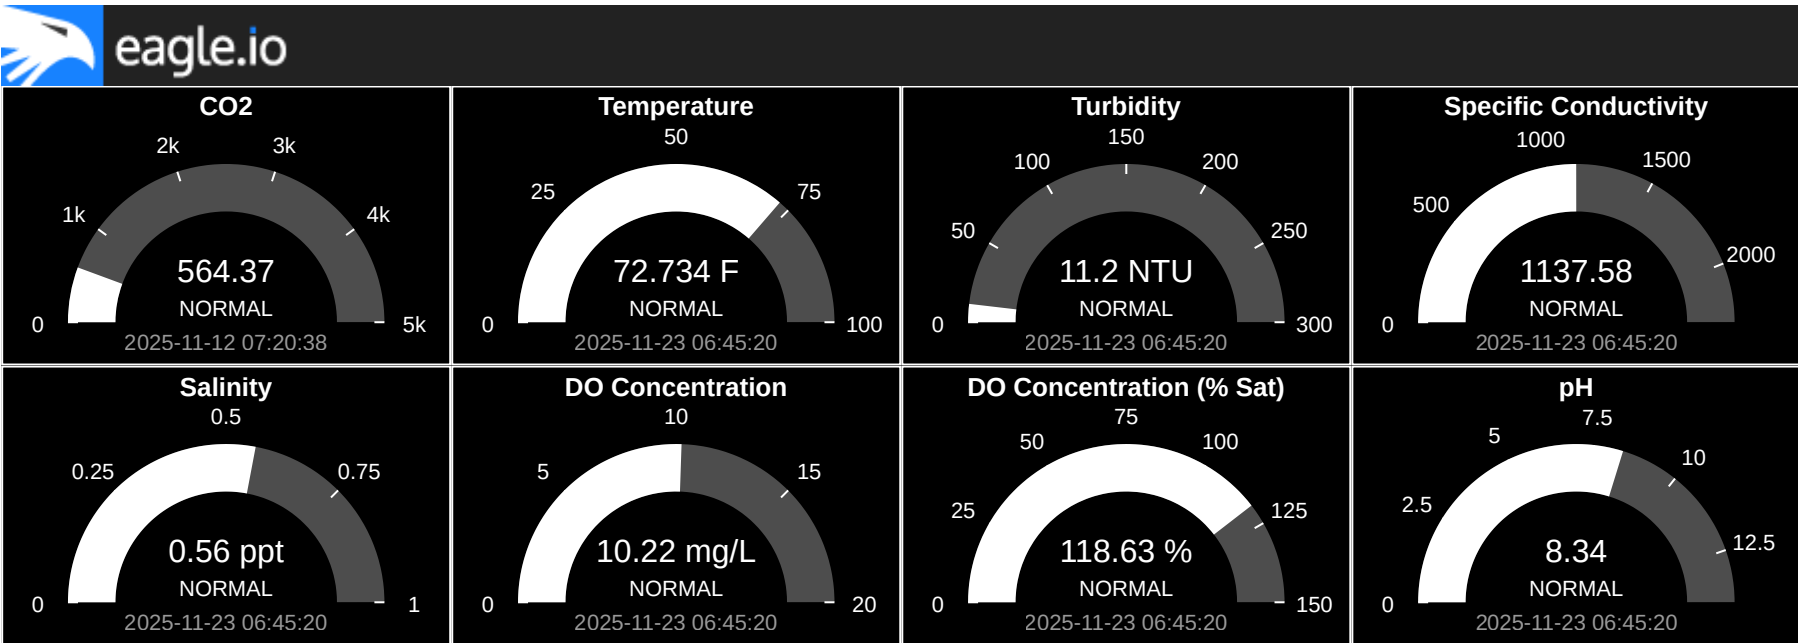 eagle.io
CO2
2k
3k
1k
4k
564.37
NORMAL
0
5k
2025-11-12 07:20:38
Temperature
50
25
75
72.734 F
NORMAL
0
100
2025-11-23 06:45:20
Turbidity
150
100
200
50
250
11.2 NTU
NORMAL
0
300
2025-11-23 06:45:20
Specific Conductivity
1000
1500
500
2000
1137.58
NORMAL
0
2025-11-23 06:45:20
Salinity
0.5
0.25
0.75
0.56 ppt
NORMAL
0
1
2025-11-23 06:45:20
DO Concentration
10
5
15
10.22 mg/L
NORMAL
0
20
2025-11-23 06:45:20
DO Concentration (% Sat)
75
50
100
25
125
118.63 %
NORMAL
0
150
2025-11-23 06:45:20
pH
7.5
5
10
2.5
12.5
8.34
NORMAL
0
2025-11-23 06:45:20